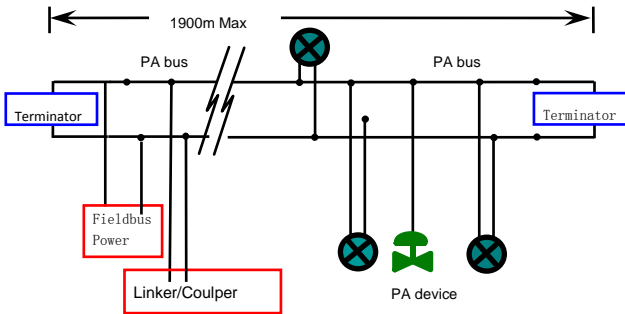 1900m Max
PA bus
PA bus
Terminator
Terminator
Fieldbus
Power
Linker/Coulper
PA device